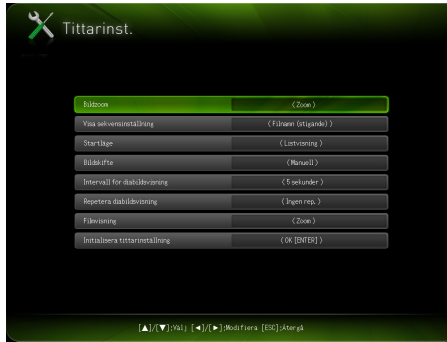 Tittarinst.
Bildzoom ( Zoom )
Visa sekvensinställning ( Filnamn (stigande) )
Startläge ( Listvisning )
Bildskifte ( Manuell )
Intervall för diabildsvisning ( 5 sekunder )
Repetera diabildsvisning ( Ingen rep. )
Filmvisning ( Zoom )
Initialisera tittarinställning ( OK [ENTER] )
[▲]/[▼]:Välj [◄]/[►]:Modifiera [ESC]:Återgå